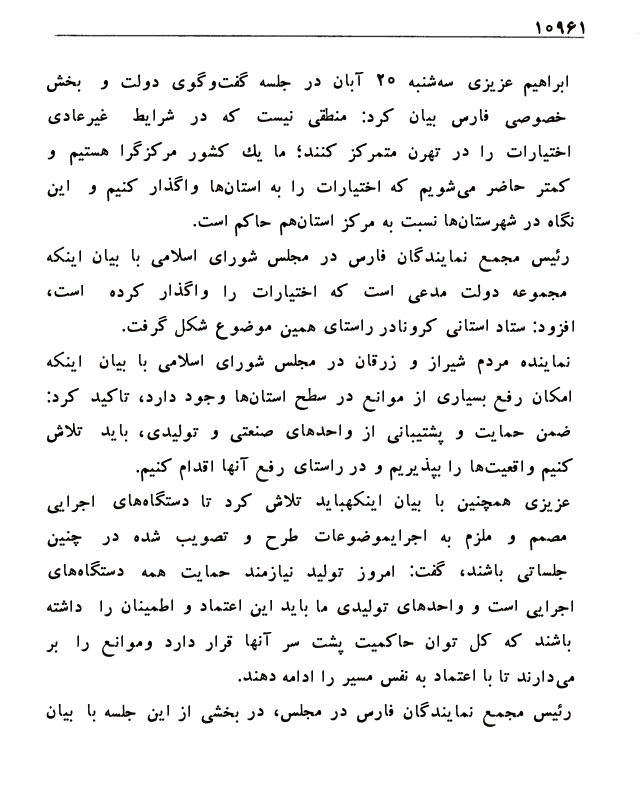 ۱۰۹۶۱
ابراهیم عزیزی سه‌شنبه ۲۰ آبان در جلسه گفت‌وگوی دولت و بخش
خصوصی فارس بیان کرد: منطقی نیست که در شرایط غیرعادی
اختیارات را در تهرن متمرکز کنند؛ ما یك کشور مرکزگرا هستیم و
کمتر حاضر می‌شویم که اختیارات را به استان‌ها واگذار کنیم و این
نگاه در شهرستان‌ها نسبت به مرکز استان‌هم حاکم است.
رئیس مجمع نمایندگان فارس در مجلس شورای اسلامی با بیان اینکه
مجموعه دولت مدعی است که اختیارات را واگذار کرده است،
افزود: ستاد استانی کرونادر راستای همین موضوع شکل گرفت.
نماینده مردم شیراز و زرقان در مجلس شورای اسلامی با بیان اینکه
امکان رفع بسیاری از موانع در سطح استان‌ها وجود دارد، تاکید کرد:
ضمن حمایت و پشتیبانی از واحدهای صنعتی و تولیدی، باید تلاش
کنیم واقعیت‌ها را بپذیریم و در راستای رفع آنها اقدام کنیم.
عزیزی همچنین با بیان اینکهباید تلاش کرد تا دستگاه‌های اجرایی
مصمم و ملزم به اجرایموضوعات طرح و تصویب شده در چنین
جلساتی باشند، گفت: امروز تولید نیازمند حمایت همه دستگاه‌های
اجرایی است و واحدهای تولیدی ما باید این اعتماد و اطمینان را داشته
باشند که کل توان حاکمیت پشت سر آنها قرار دارد وموانع را بر
می‌دارند تا با اعتماد به نفس مسیر را ادامه دهند.
رئیس مجمع نمایندگان فارس در مجلس، در بخشی از این جلسه با بیان